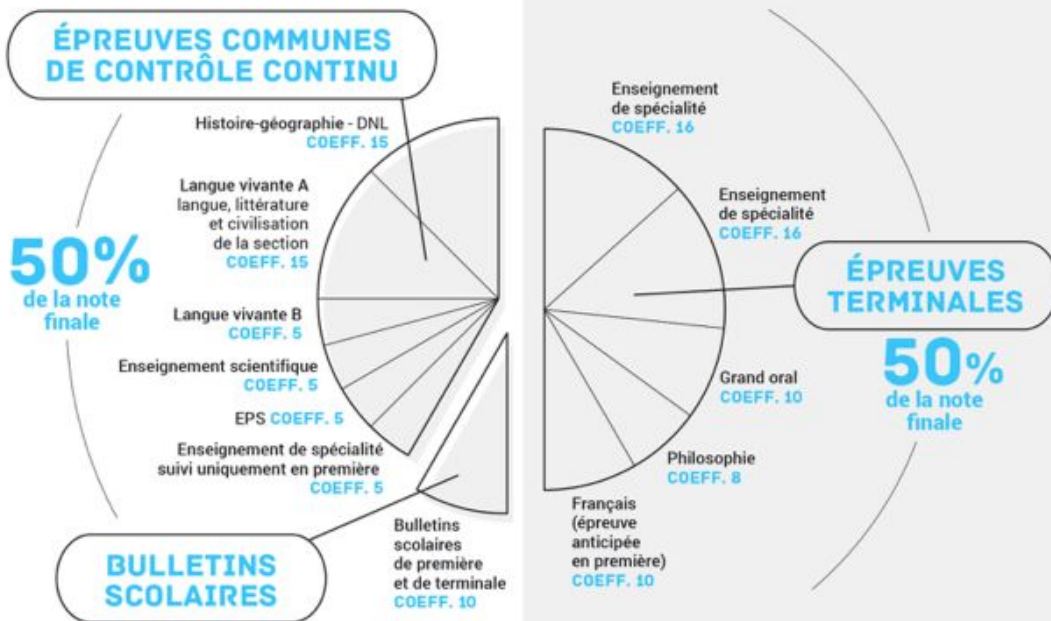 ÉPREUVES COMMUNES
DE CONTRÔLE CONTINU
Histoire-géographie - DNL
COEFF. 15
Langue vivante A
langue, littérature
et civilisation
de la section
COEFF. 15
50%
de la note
finale
Langue vivante B
COEFF. 5
Enseignement scientifique
COEFF. 5
EPS COEFF. 5
Enseignement de spécialité
suivi uniquement en première
COEFF. 5
BULLETINS
SCOLAIRES
Bulletins
scolaires
de première
et de terminale
COEFF. 10
Enseignement
de spécialité
COEFF. 16
Enseignement
de spécialité
COEFF. 16
ÉPREUVES
TERMINALES
50%
de la note
finale
Grand oral
COEFF. 10
Philosophie
COEFF. 8
Français
(épreuve
anticipée
en première)
COEFF. 10